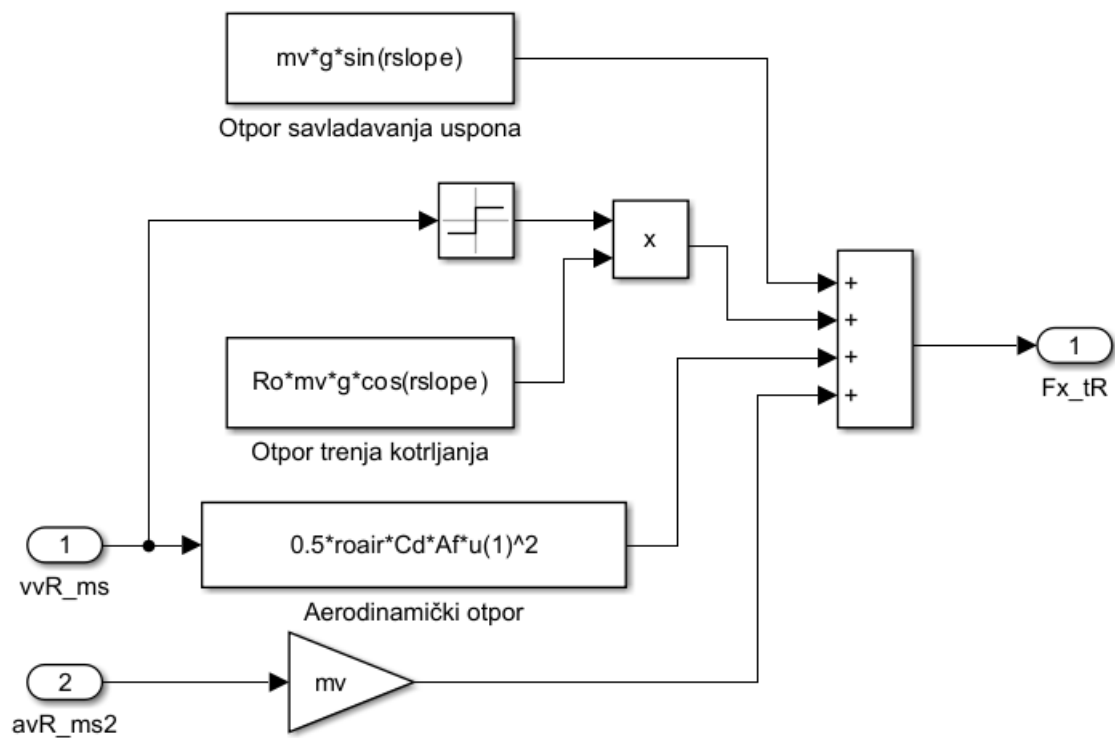 mv*g*sin(rslope)
Otpor savladavanja uspona
x
Ro*mv*g*cos(rslope)
Otpor trenja kotrljanja
+
+
+
+
1
Fx_tR
1
vvR_ms
0.5*roair*Cd*Af*u(1)^2
Aerodinamički otpor
2
avR_ms2
mv